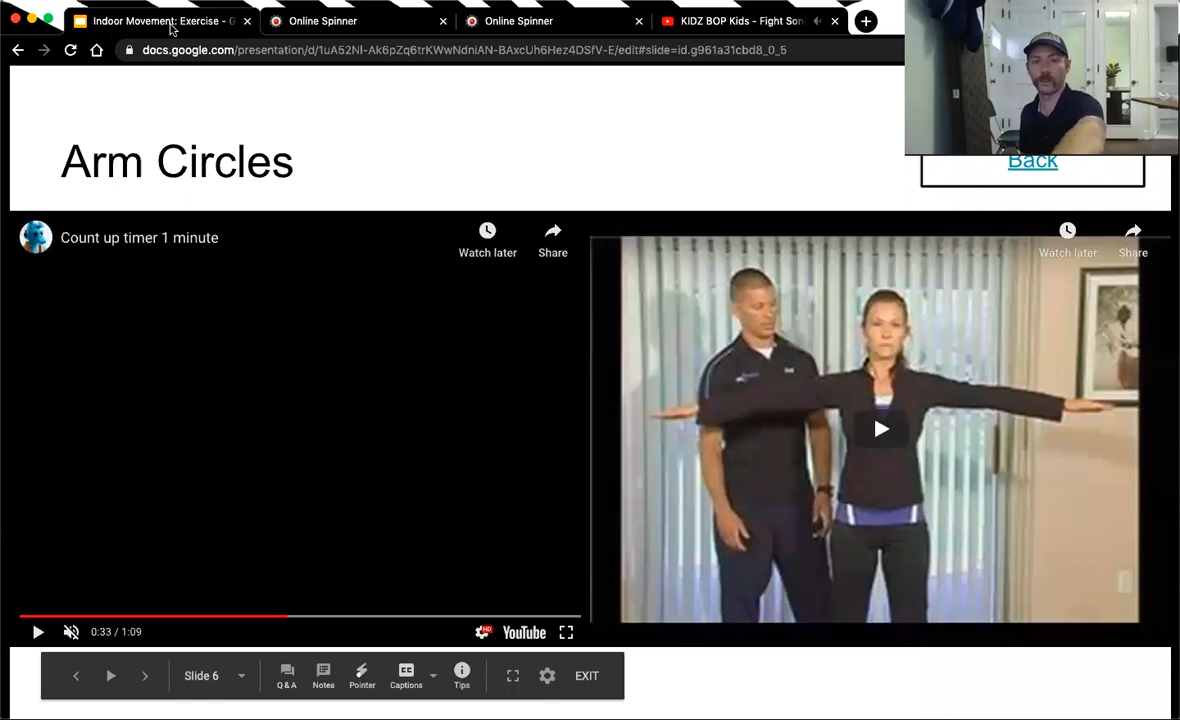 Indoor Movement: Exercise - G
Online Spinner
Online Spinner
KIDZ BOP Kids - Fight Son
docs.google.com/presentation/d/1uA52NI-Ak6pZq6trKWwNdniAN-BAxcUh6Hez4DSfV-E/edit#slide=id.g961a31cbd8_0_5
Arm Circles
Back
Count up timer 1 minute
Watch later
Share
Watch later
Share
0:33 / 1:09
HD
YouTube
Slide 6
Q&A
Notes
Pointer
CC
Captions
Tips
EXIT